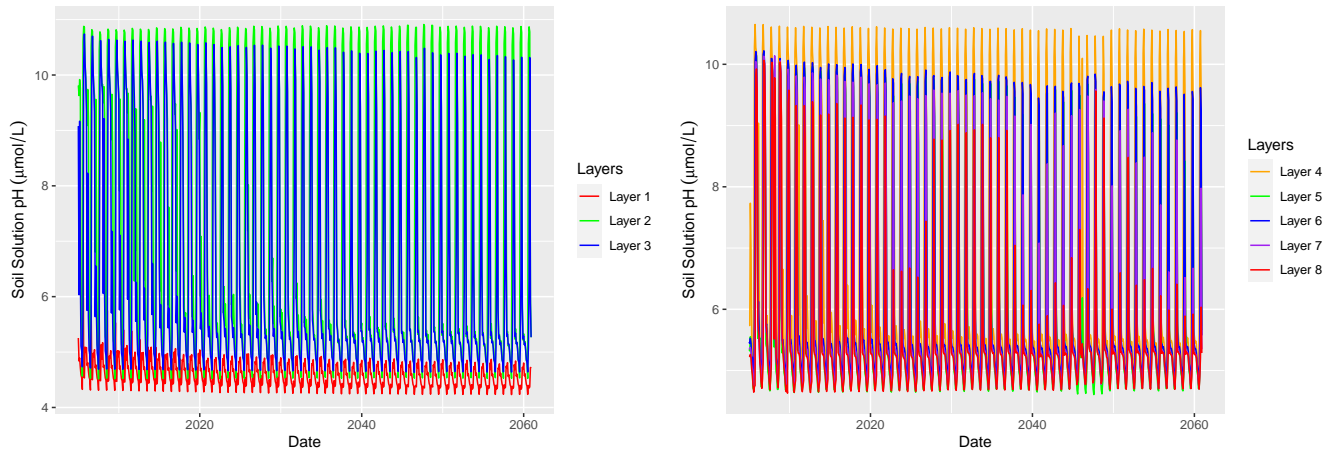 Soil Solution pH (μmol/L)
10
8
6
4
2020
2040
2060
Date
Layers
Layer 1
Layer 2
Layer 3
Soil Solution pH (μmol/L)
10
8
6
2020
2040
2060
Date
Layers
Layer 4
Layer 5
Layer 6
Layer 7
Layer 8